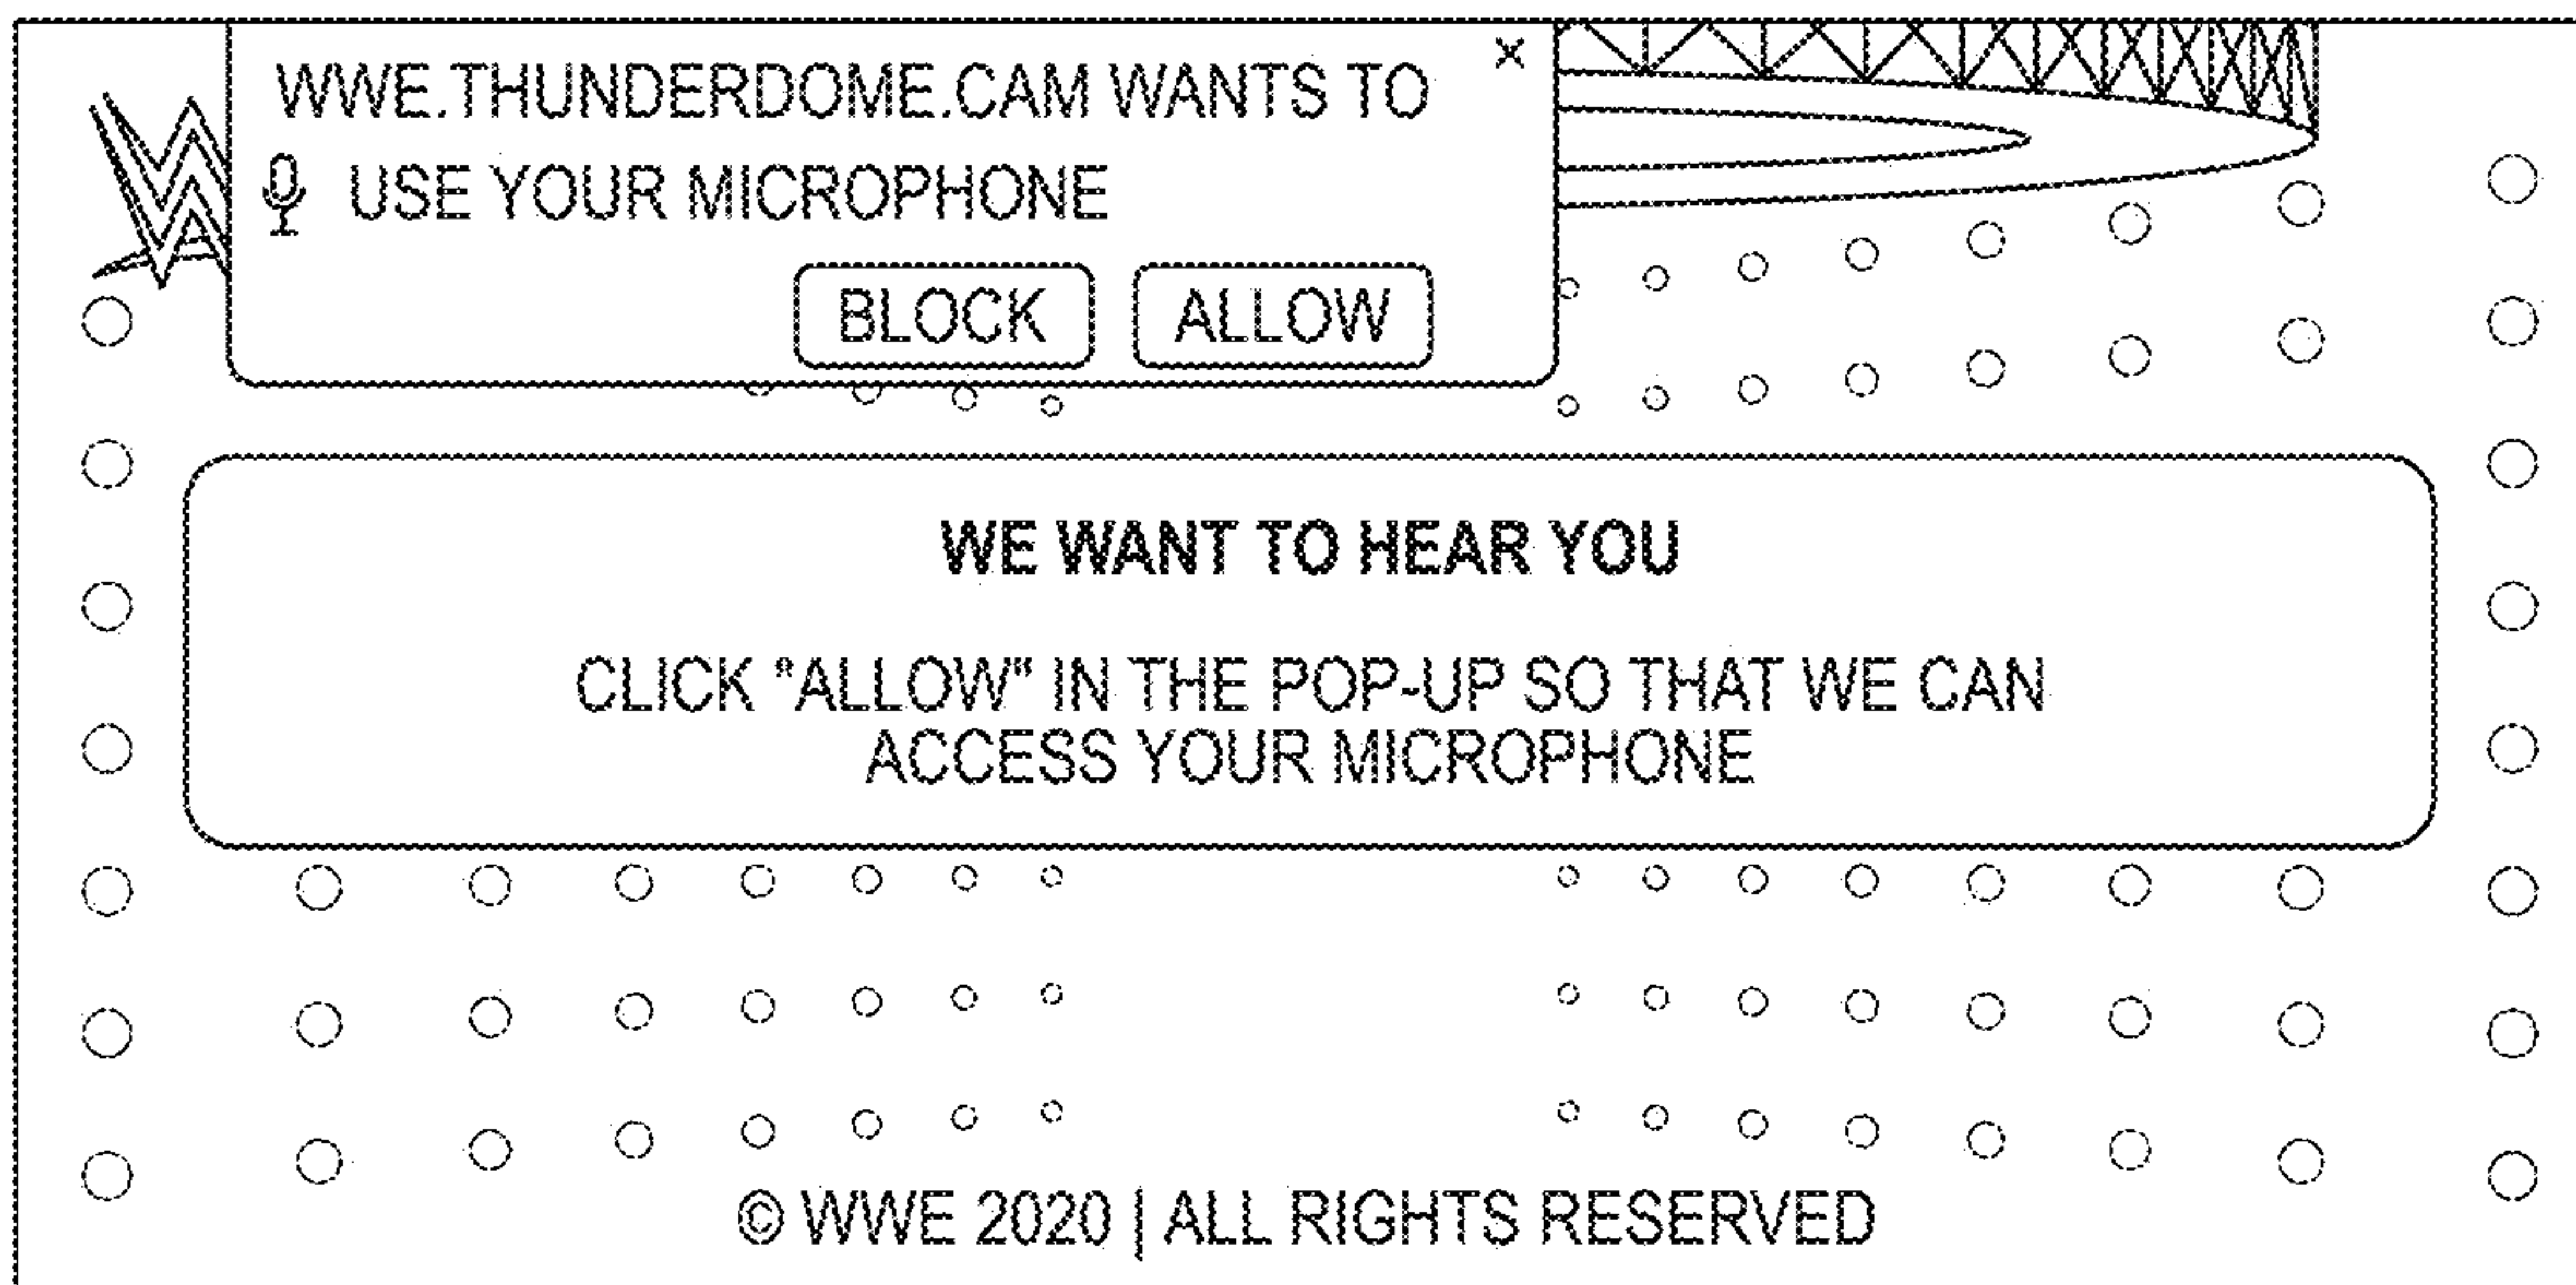 WWE.THUNDERDOME.CAM WANTS TO
×
USE YOUR MICROPHONE
BLOCK
ALLOW
WE WANT TO HEAR YOU
CLICK "ALLOW" IN THE POP-UP SO THAT WE CAN
ACCESS YOUR MICROPHONE
© WWE 2020 | ALL RIGHTS RESERVED